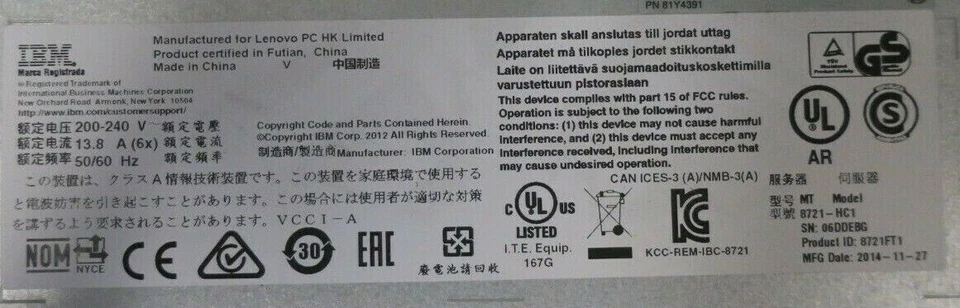 PN 81Y4391
IBM
Marca Registrada
® Registered Trademark of
International Business Machines Corporation
New Orchard Road Armonk, New York 10504
http://www.ibm.com/customersupport/
Manufactured for Lenovo PC HK Limited
Product certified in Futian, China
Made in China V 中国制造
额定电压 200-240 V~ 額定電壓
额定电流 13.8 A (6x) 額定電流
额定频率 50/60 Hz 額定頻率
Copyright Code and Parts Contained Herein.
©Copyright IBM Corp. 2012 All Rights Reserved
制造商/製造商 Manufacturer: IBM Corporation
この装置は、クラスA情報技術装置です。この装置を家庭環境で使用する
と電波妨害を引き起こすことがあります。この場合には使用者が適切な対策
を講ずるよう要求されることがあります。 VCCI-A
Apparaten skall anslutas till jordat uttag
Apparatet må tilkoples jordet stikkontakt
Laite on liitettävä suojamaadoituskoskettimilla
varustettuun pistorasiaan
This device complies with part 15 of FCC rules.
Operation is subject to the following two
conditions: (1) this device may not cause harmful
Interference, and (2) this device must accept any
Interference received, Including Interference that
may cause undesired operation.
CAN ICES-3 (A)/NMB-3(A)
TÜV
GS
UL
AR
S
NOM
NYCE
CE
30
EAC
廢電池請回收
C UL US
LISTED
I.T.E. Equip.
167G
KCC-REM-IBC-8721
服务器 伺服器
型号 MT Model
型號 8721-HC1
SN: 06DDEBG
Product ID: 8721FT1
MFG Date: 2014-11-27